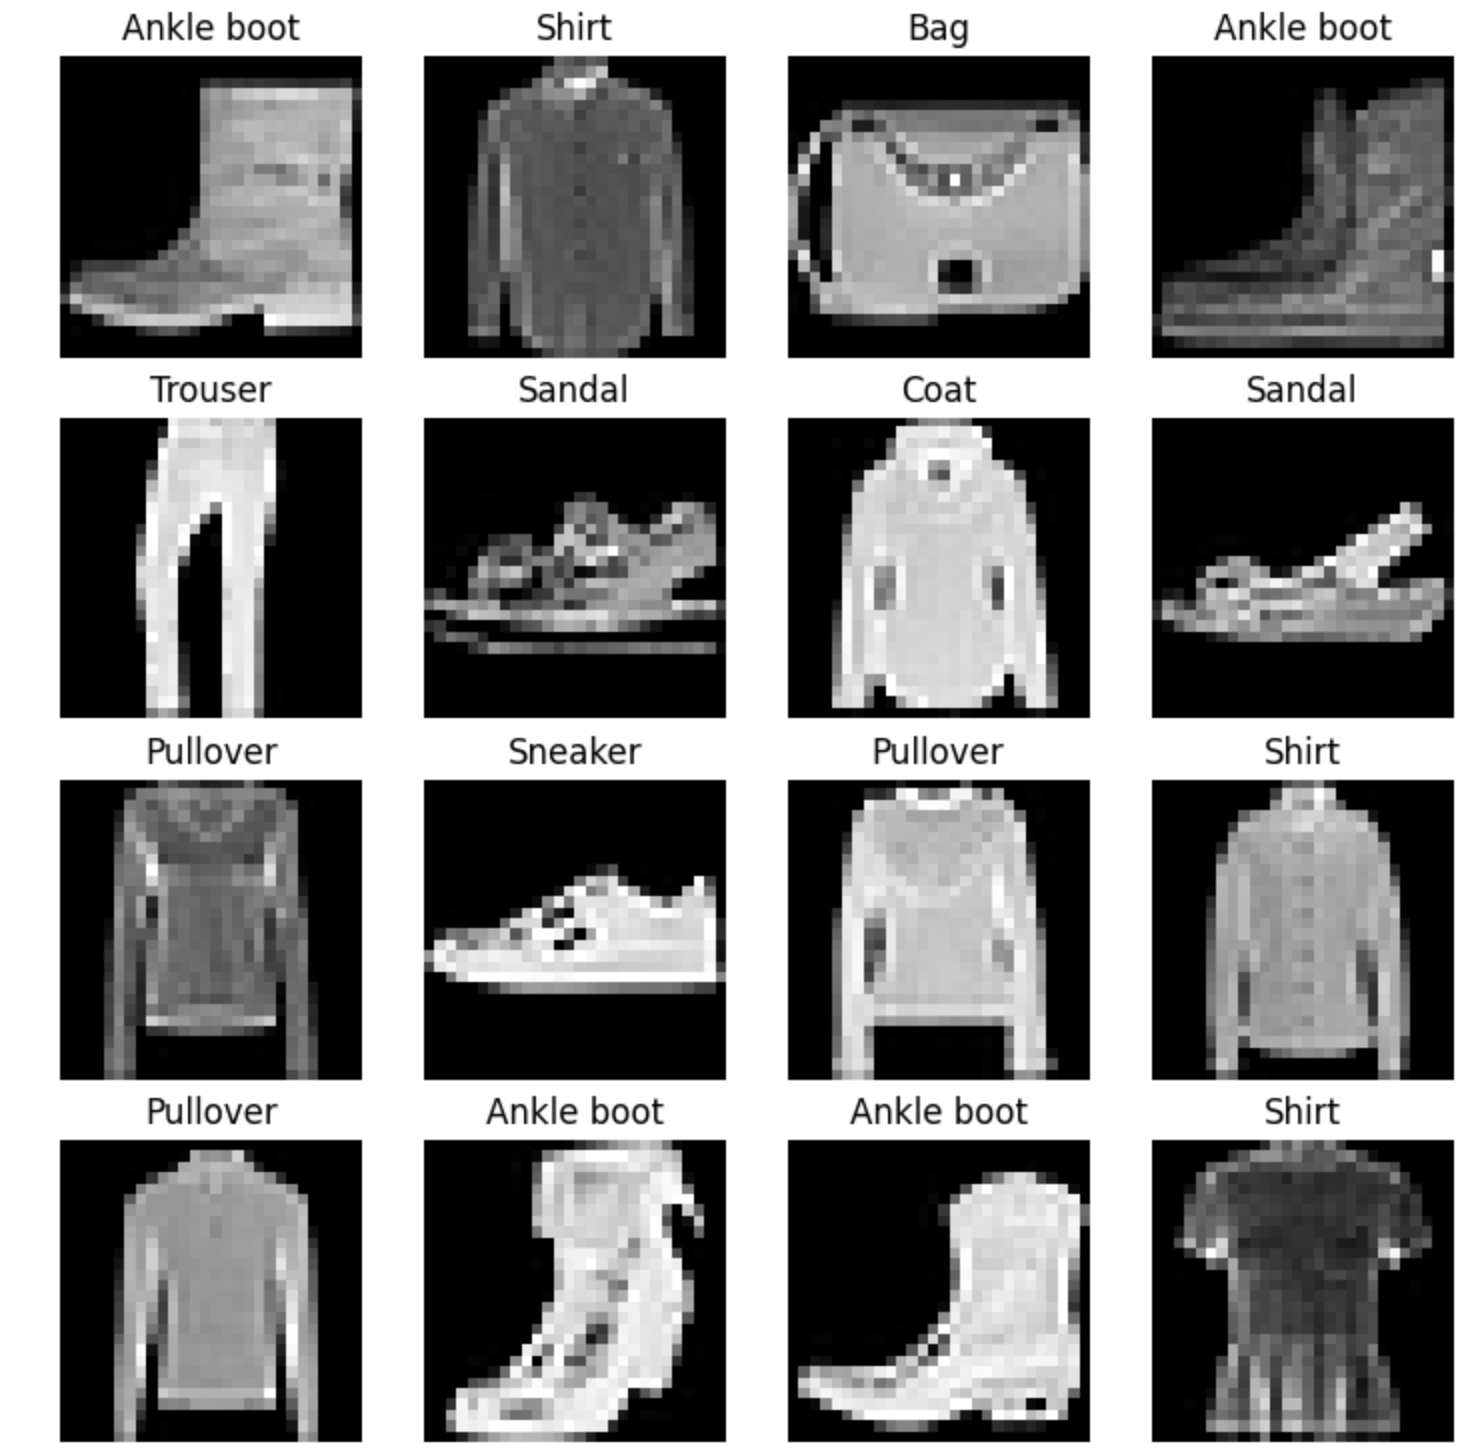 Ankle boot Shirt Bag Ankle boot
Trouser Sandal Coat Sandal
Pullover Sneaker Pullover Shirt
Pullover Ankle boot Ankle boot Shirt